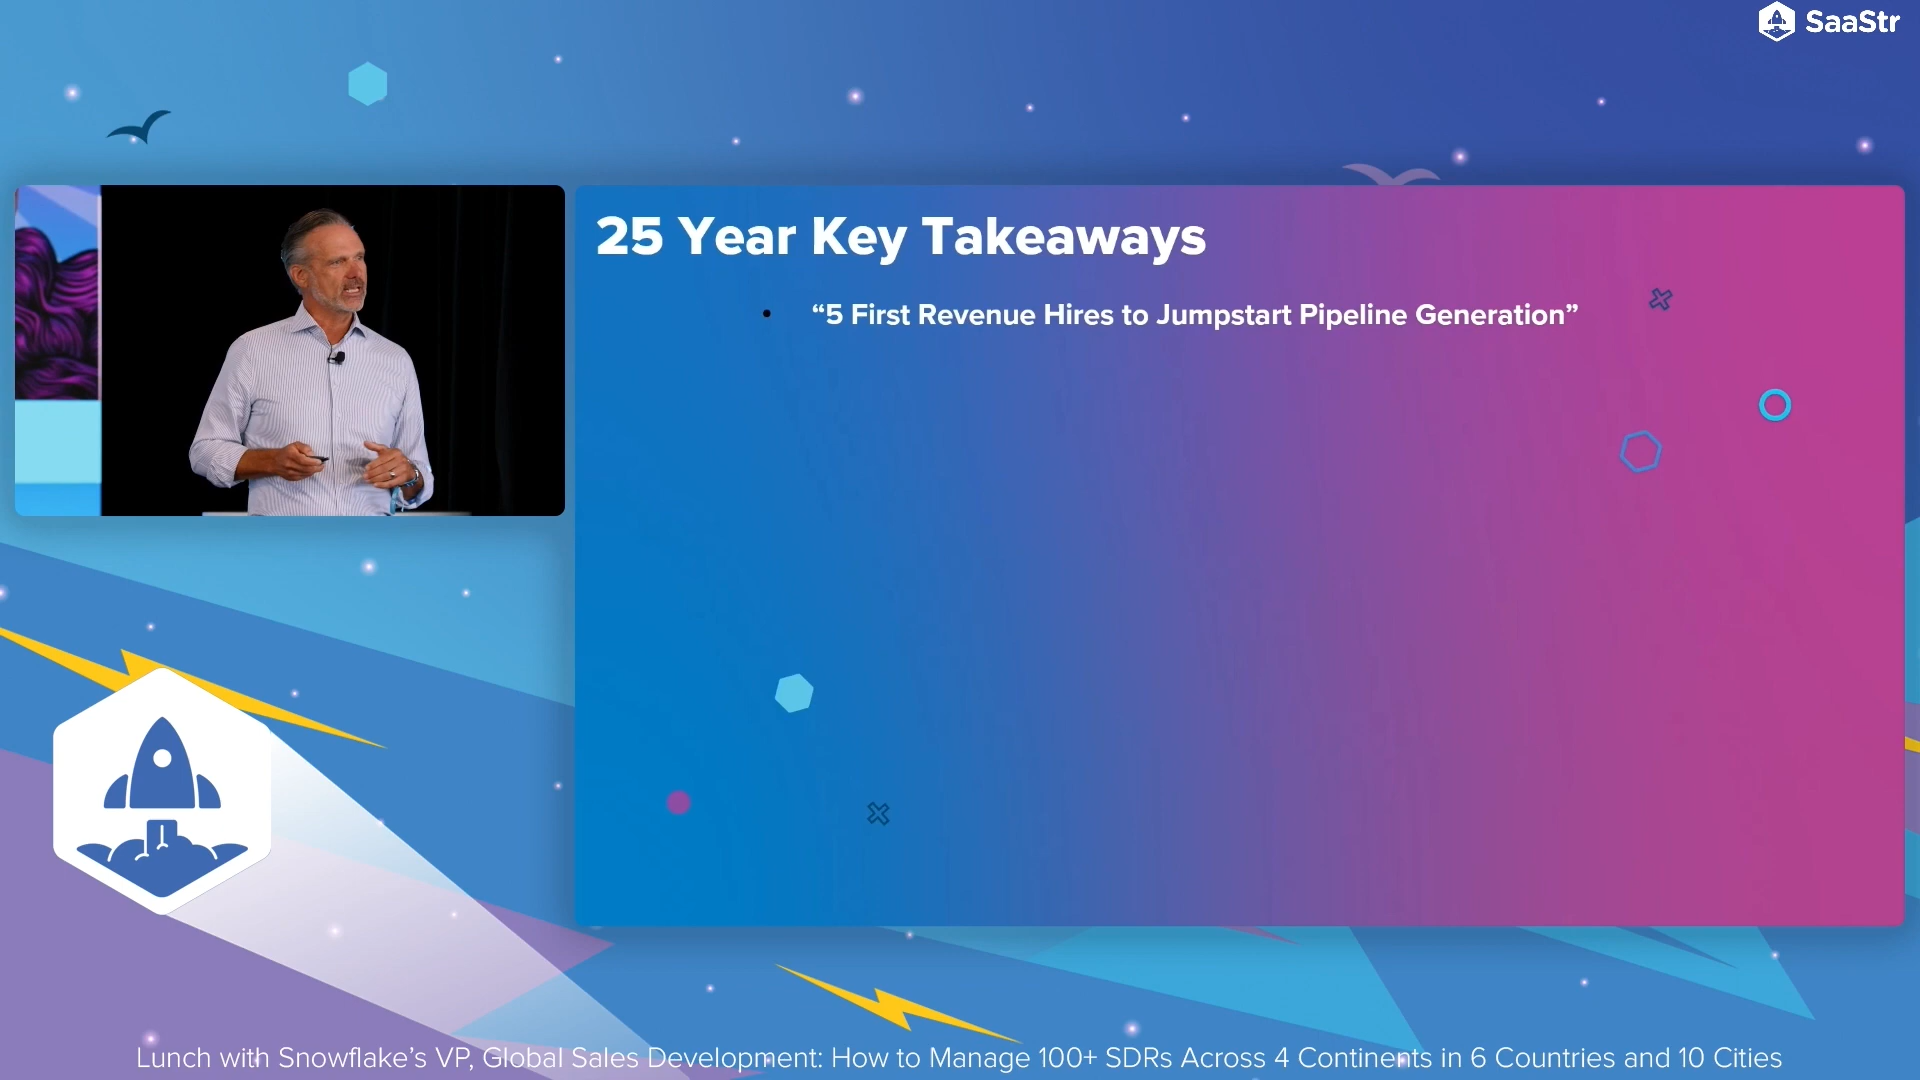 SaaStr
25 Year Key Takeaways
• “5 First Revenue Hires to Jumpstart Pipeline Generation”
Lunch with Snowflake’s VP, Global Sales Development: How to Manage 100+ SDRs Across 4 Continents in 6 Countries and 10 Cities